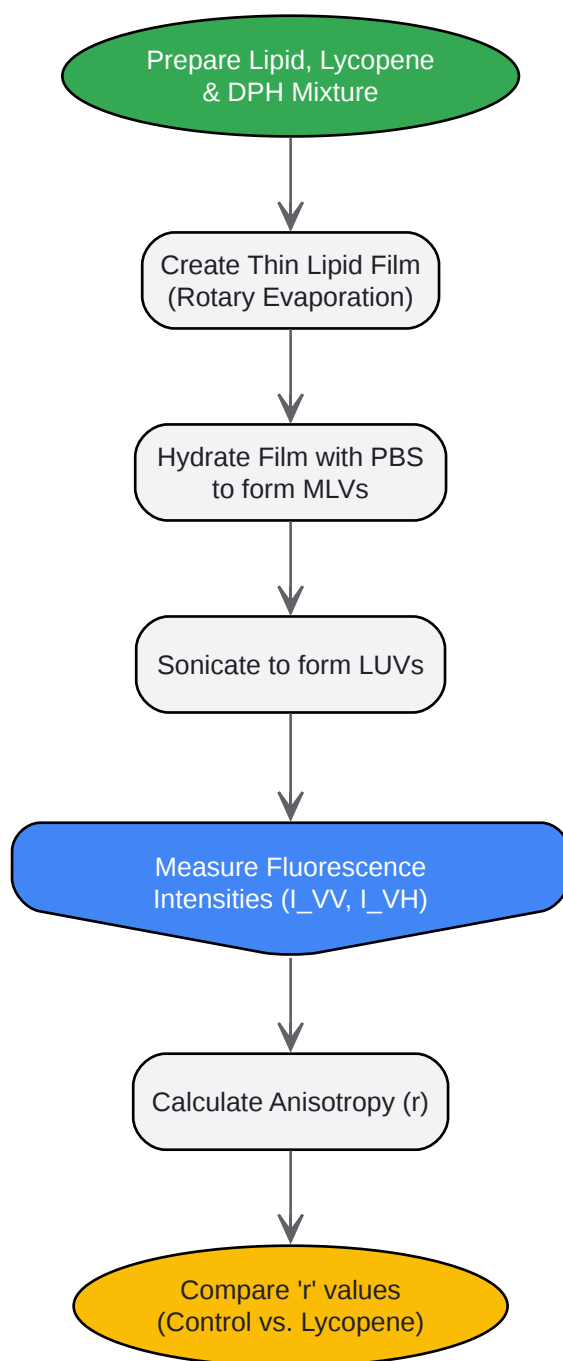 Prepare Lipid, Lycopene
& DPH Mixture
Create Thin Lipid Film
(Rotary Evaporation)
Hydrate Film with PBS
to form MLVs
Sonicate to form LUVs
Measure Fluorescence
Intensities (I_VV, I_VH)
Calculate Anisotropy (r)
Compare 'r' values
(Control vs. Lycopene)